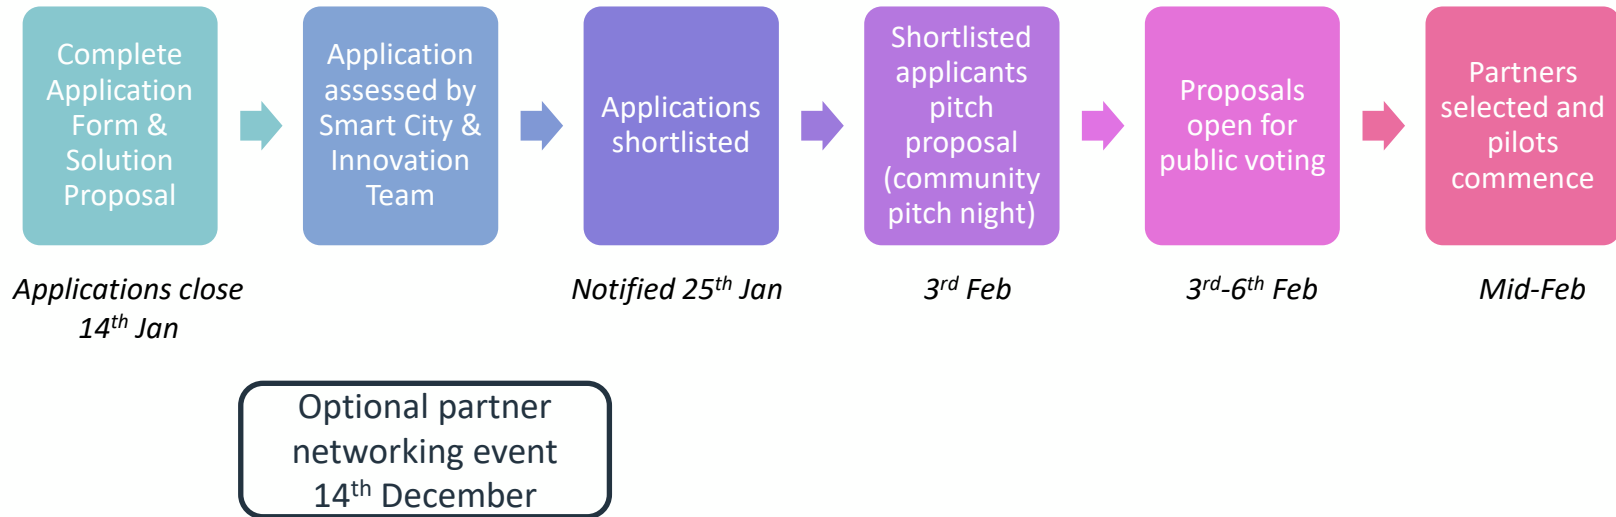 Complete
Application
Form &
Solution
Proposal
Application
assessed by
Smart City &
Innovation
Team
Applications
shortlisted
Shortlisted
applicants
pitch
proposal
(community
pitch night)
Proposals
open for
public voting
Partners
selected and
pilots
commence
Applications close
14th Jan
Notified 25th Jan
3rd Feb
3rd-6th Feb
Mid-Feb
Optional partner
networking event
14th December